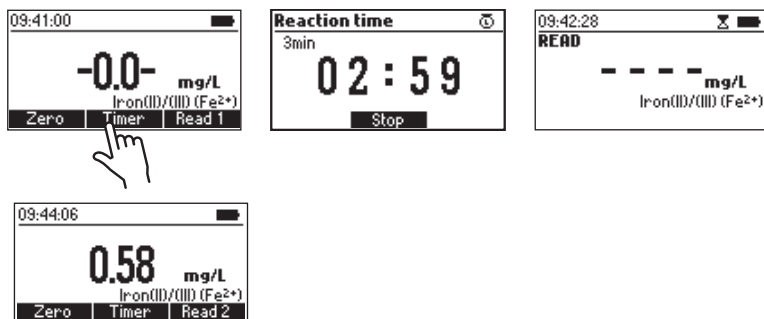 09:41:00
-0.0- mg/L
Iron(II)/(III) (Fe2+)
Zero Timer Read 1
Reaction time
3min
02:59
Stop
09:42:28
READ
---- mg/L
Iron(II)/(III) (Fe2+)
09:44:06
0.58 mg/L
Iron(II)/(III) (Fe2+)
Zero Timer Read 2